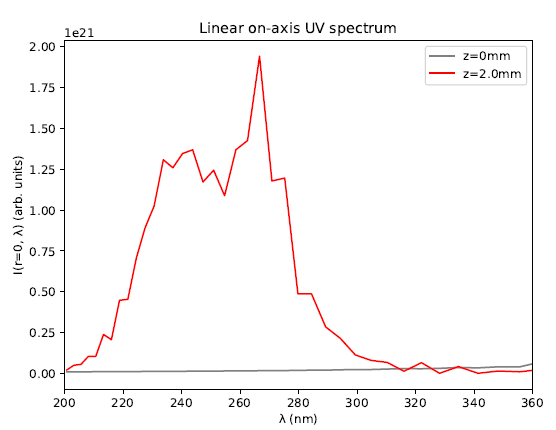 Linear on-axis UV spectrum
1e21
2.00
1.75
1.50
1.25
1.00
0.75
0.50
0.25
0.00
I(r=0, λ) (arb. units)
z=0mm
z=2.0mm
200 220 240 260 280 300 320 340 360
λ (nm)